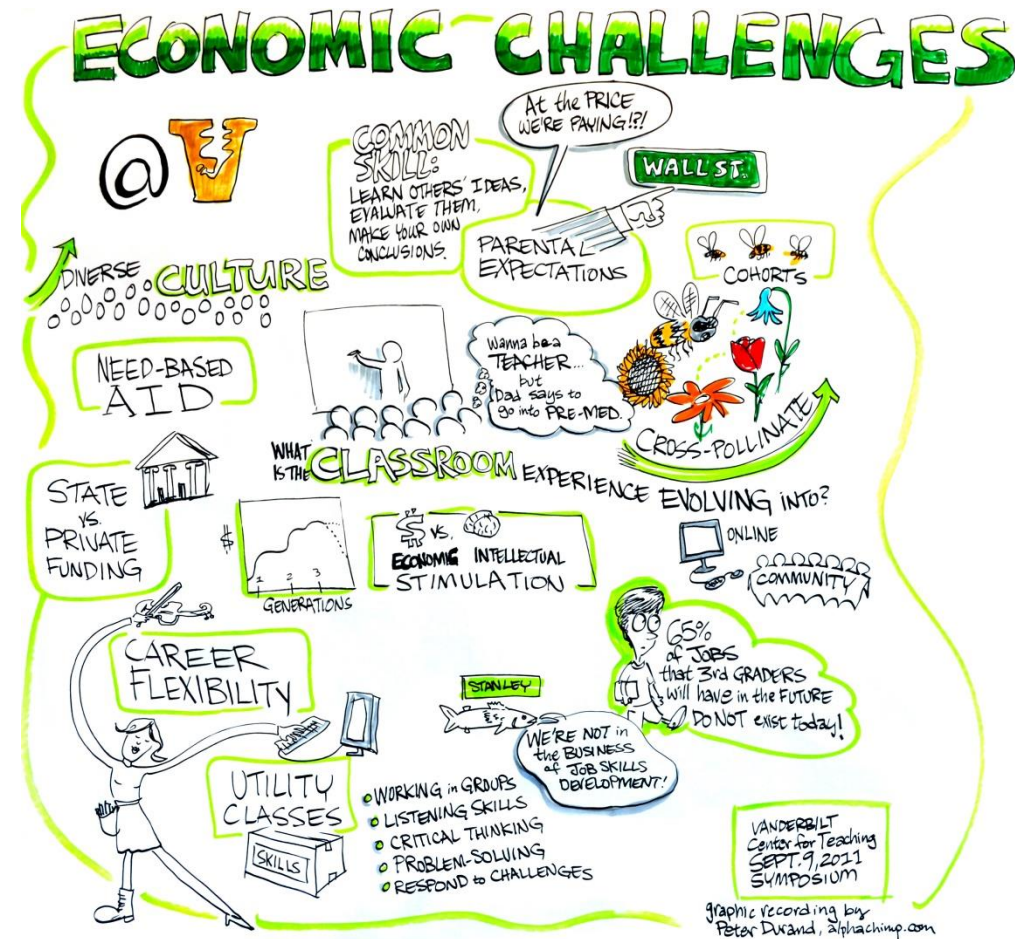 ECONOMIC CHALLENGES
@ V
COMMON
SKILL:
LEARN OTHERS' IDEAS,
EVALUATE THEM,
MAKE YOUR OWN
CONCLUSIONS.
At the PRICE
WE'RE PAYING!?!
WALL ST.
PARENTAL
EXPECTATIONS
COHORTS
DIVERSE CULTURE
NEED-BASED
AID
Wanna be a
TEACHER...
but
Dad says to
go into PRE-MED.
CROSS-POLLINATE
WHAT
IS THE CLASSROOM EXPERIENCE EVOLVING into?
STATE
vs.
PRIVATE
FUNDING
$
1 2 3
GENERATIONS
$ vs.
ECONOMIC INTELLECTUAL
STIMULATION
ONLINE
COMMUNITY
CAREER
FLEXIBILITY
65%
of JOBS
that 3rd GRADERS
will have in the FUTURE
DO NOT exist today!
STANLEY
WE'RE NOT in
the BUSINESS
of JOB SKILLS
DEVELOPMENT!
UTILITY
CLASSES
SKILLS
WORKING in GROUPS
LISTENING SKILLS
CRITICAL THINKING
PROBLEM-SOLVING
RESPOND to CHALLENGES
VANDERBILT
Center for Teaching
SEPT. 9, 2011
SYMPOSIUM
graphic recording by
Peter Durand, alphachimp.com